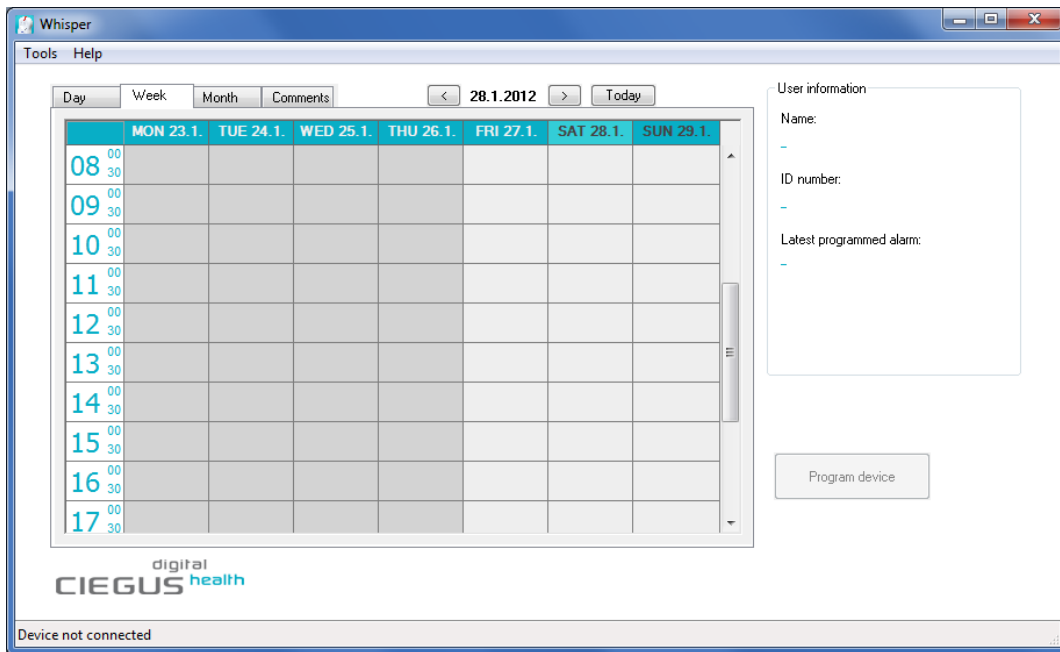 Whisper
Tools Help
Day Week Month Comments < 28.1.2012 > Today
MON 23.1. TUE 24.1. WED 25.1. THU 26.1. FRI 27.1. SAT 28.1. SUN 29.1.
08 00
30
09 00
30
10 00
30
11 00
30
12 00
30
13 00
30
14 00
30
15 00
30
16 00
30
17 00
30
User information
Name:
-
ID number:
-
Latest programmed alarm:
-
Program device
digital
CIEGUS health
Device not connected